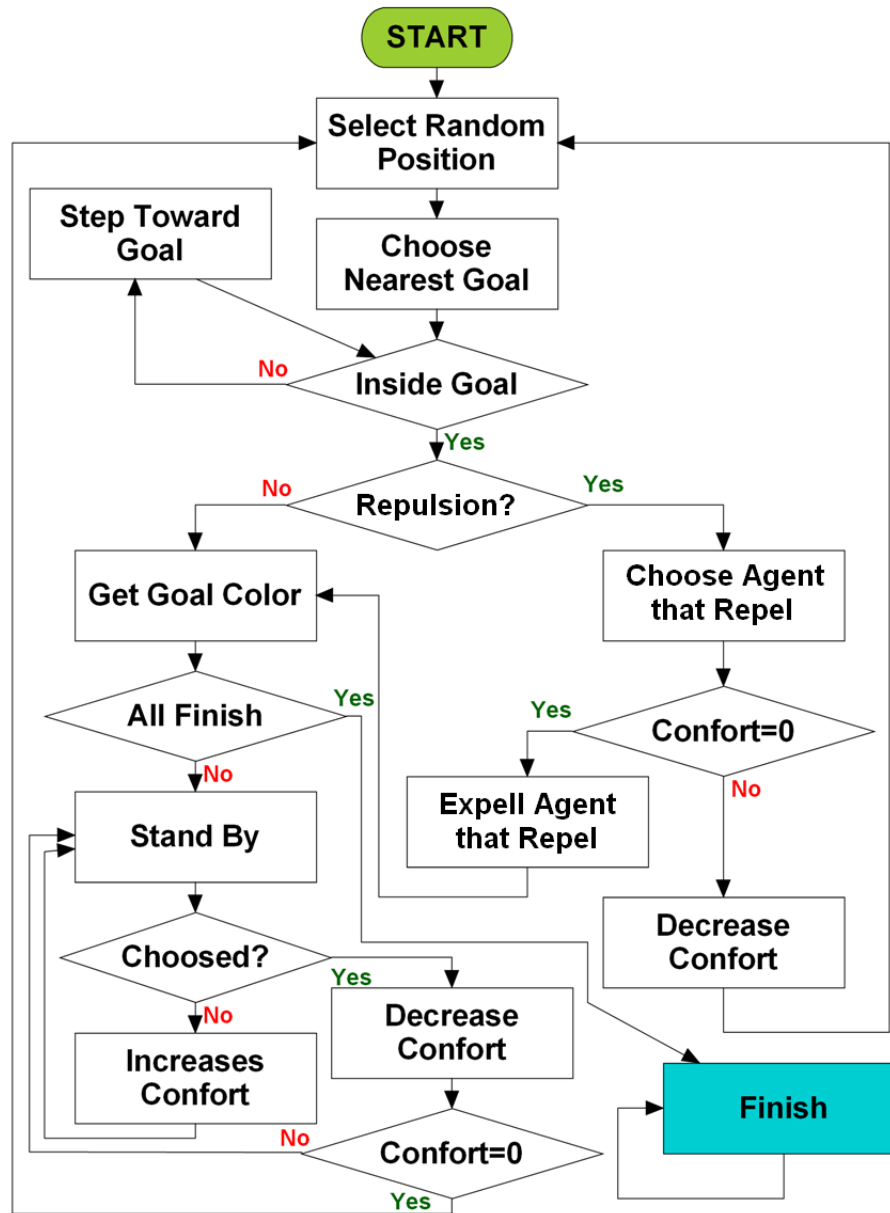 START
Select Random
Position
Step Toward
Goal
Choose
Nearest Goal
No
Inside Goal
Yes
No
Repulsion?
Yes
Get Goal Color
Choose Agent
that Repel
All Finish
Yes
Yes
Confort=0
No
No
Stand By
Expell Agent
that Repel
Choosed?
Yes
No
Decrease
Confort
Decrease
Confort
Increases
Confort
Finish
No
Confort=0
Yes